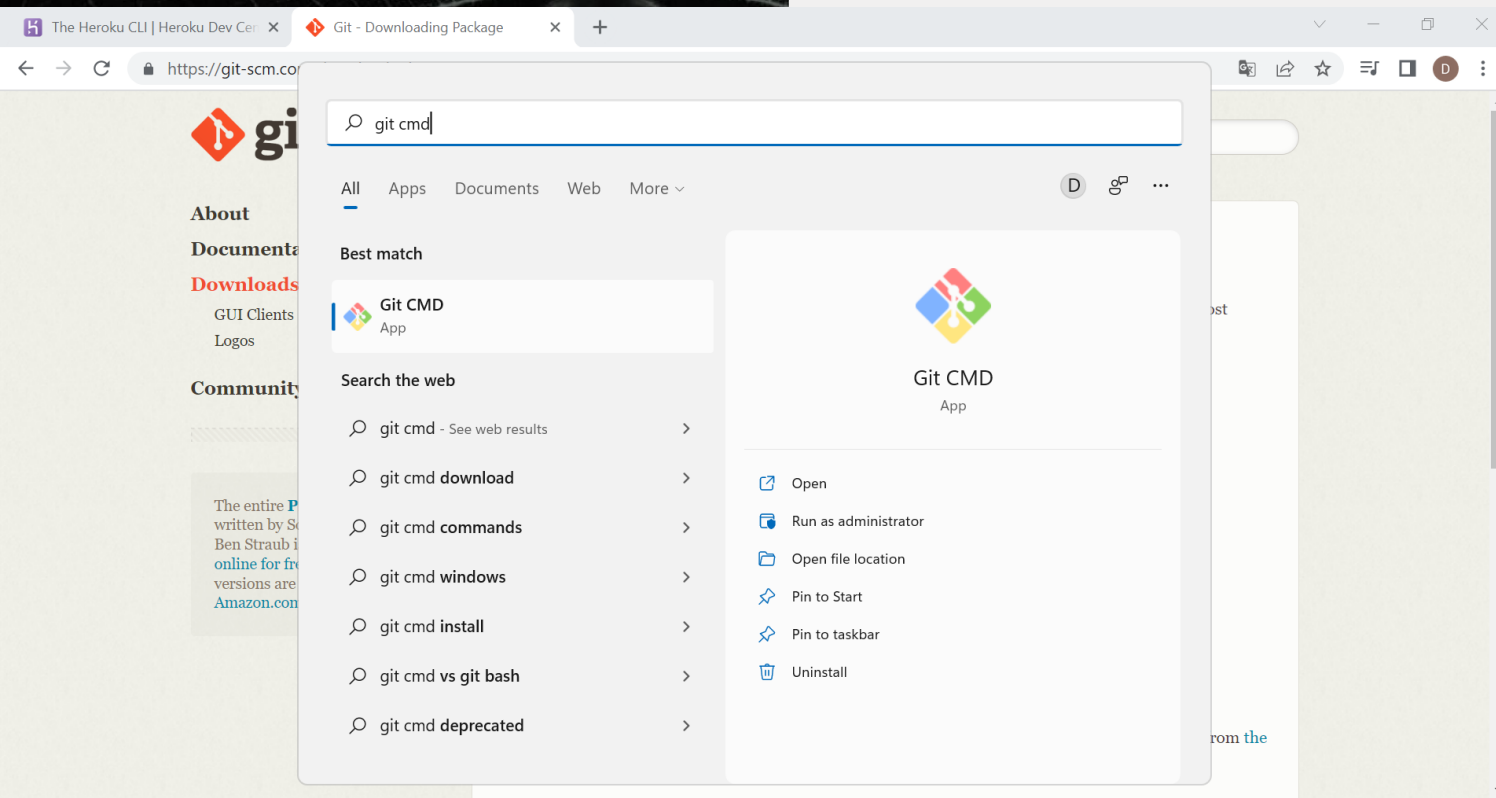 The Heroku CLI | Heroku Dev Cen
Git - Downloading Package
https://git-scm.co
D
git
git cmd
All Apps Documents Web More
D
About
Documenta
Downloads
GUI Clients
Logos
Community
The entire P
written by Sc
Ben Straub i
online for fre
versions are
Amazon.com
Best match
Git CMD
App
Search the web
git cmd - See web results
git cmd download
git cmd commands
git cmd windows
git cmd install
git cmd vs git bash
git cmd deprecated
Git CMD
App
Open
Run as administrator
Open file location
Pin to Start
Pin to taskbar
Uninstall
ost
rom the